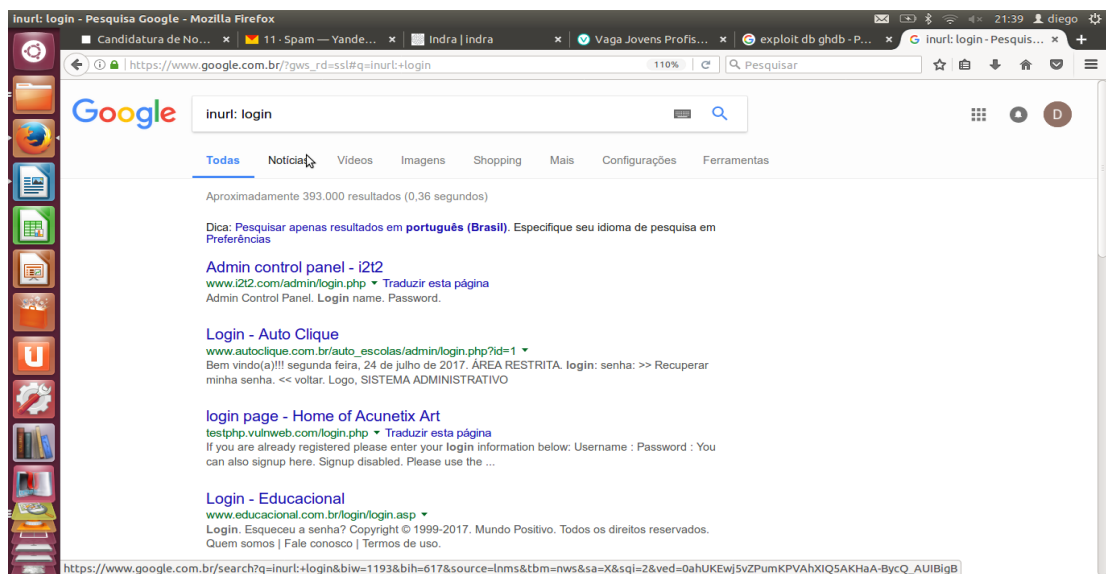 inurl: login - Pesquisa Google - Mozilla Firefox
21:39 diego
Candidatura de No... × 11 · Spam — Yande... × Indra | indra × Vaga Jovens Profis... × exploit db ghdb - P... × inurl: login - Pesquis... ×
https://www.google.com.br/?gws_rd=ssl#q=inurl:+login 110% Pesquisar
Google inurl: login D
Todas Notícias Vídeos Imagens Shopping Mais Configurações Ferramentas
Aproximadamente 393.000 resultados (0,36 segundos)
Dica: Pesquisar apenas resultados em português (Brasil). Especifique seu idioma de pesquisa em
Preferências
Admin control panel - i2t2
www.i2t2.com/admin/login.php ▼ Traduzir esta página
Admin Control Panel. Login name. Password.
Login - Auto Clique
www.autoclique.com.br/auto_escolas/admin/login.php?id=1 ▼
Bem vindo(a)!!! segunda feira, 24 de julho de 2017. ÁREA RESTRITA. login: senha: >> Recuperar
minha senha. << voltar. Logo, SISTEMA ADMINISTRATIVO
login page - Home of Acunetix Art
testphp.vulnweb.com/login.php ▼ Traduzir esta página
If you are already registered please enter your login information below: Username : Password : You
can also signup here. Signup disabled. Please use the ...
Login - Educacional
www.educacional.com.br/login/login.asp ▼
Login. Esqueceu a senha? Copyright © 1999-2017. Mundo Positivo. Todos os direitos reservados.
Quem somos | Fale conosco | Termos de uso.
https://www.google.com.br/search?q=inurl:+login&biw=1193&bih=617&source=lnms&tbm=nws&sa=X&sqi=2&ved=0ahUKEwj5vZPumKPVAhXIQ5AKHaA-BycQ_AUIBigB